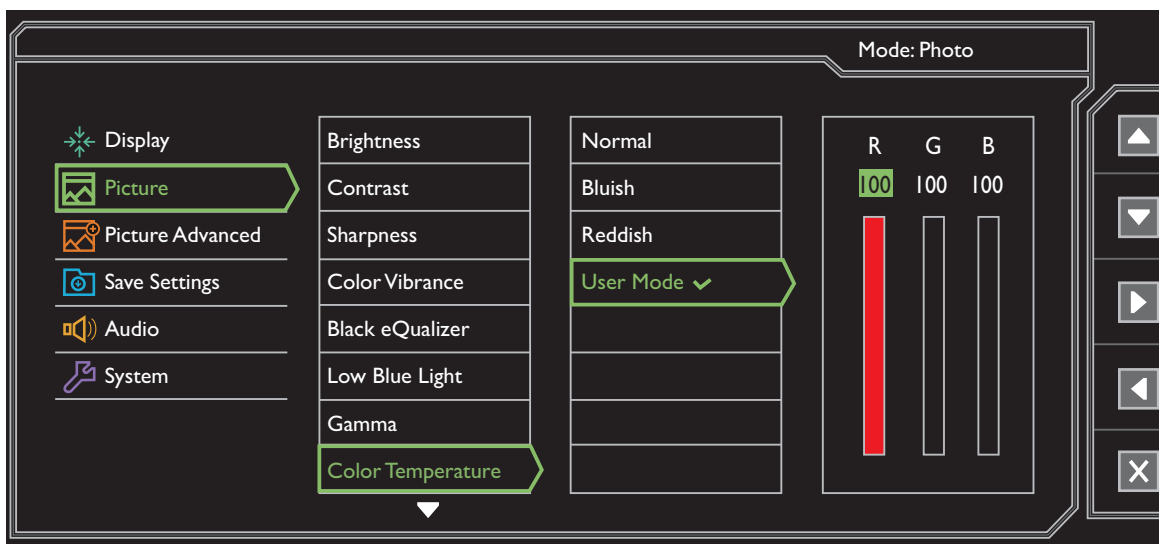 Mode: Photo
Display
Picture
Picture Advanced
Save Settings
Audio
System
Brightness
Contrast
Sharpness
Color Vibrance
Black eQualizer
Low Blue Light
Gamma
Color Temperature
Normal
Bluish
Reddish
User Mode
R G B
100 100 100
X